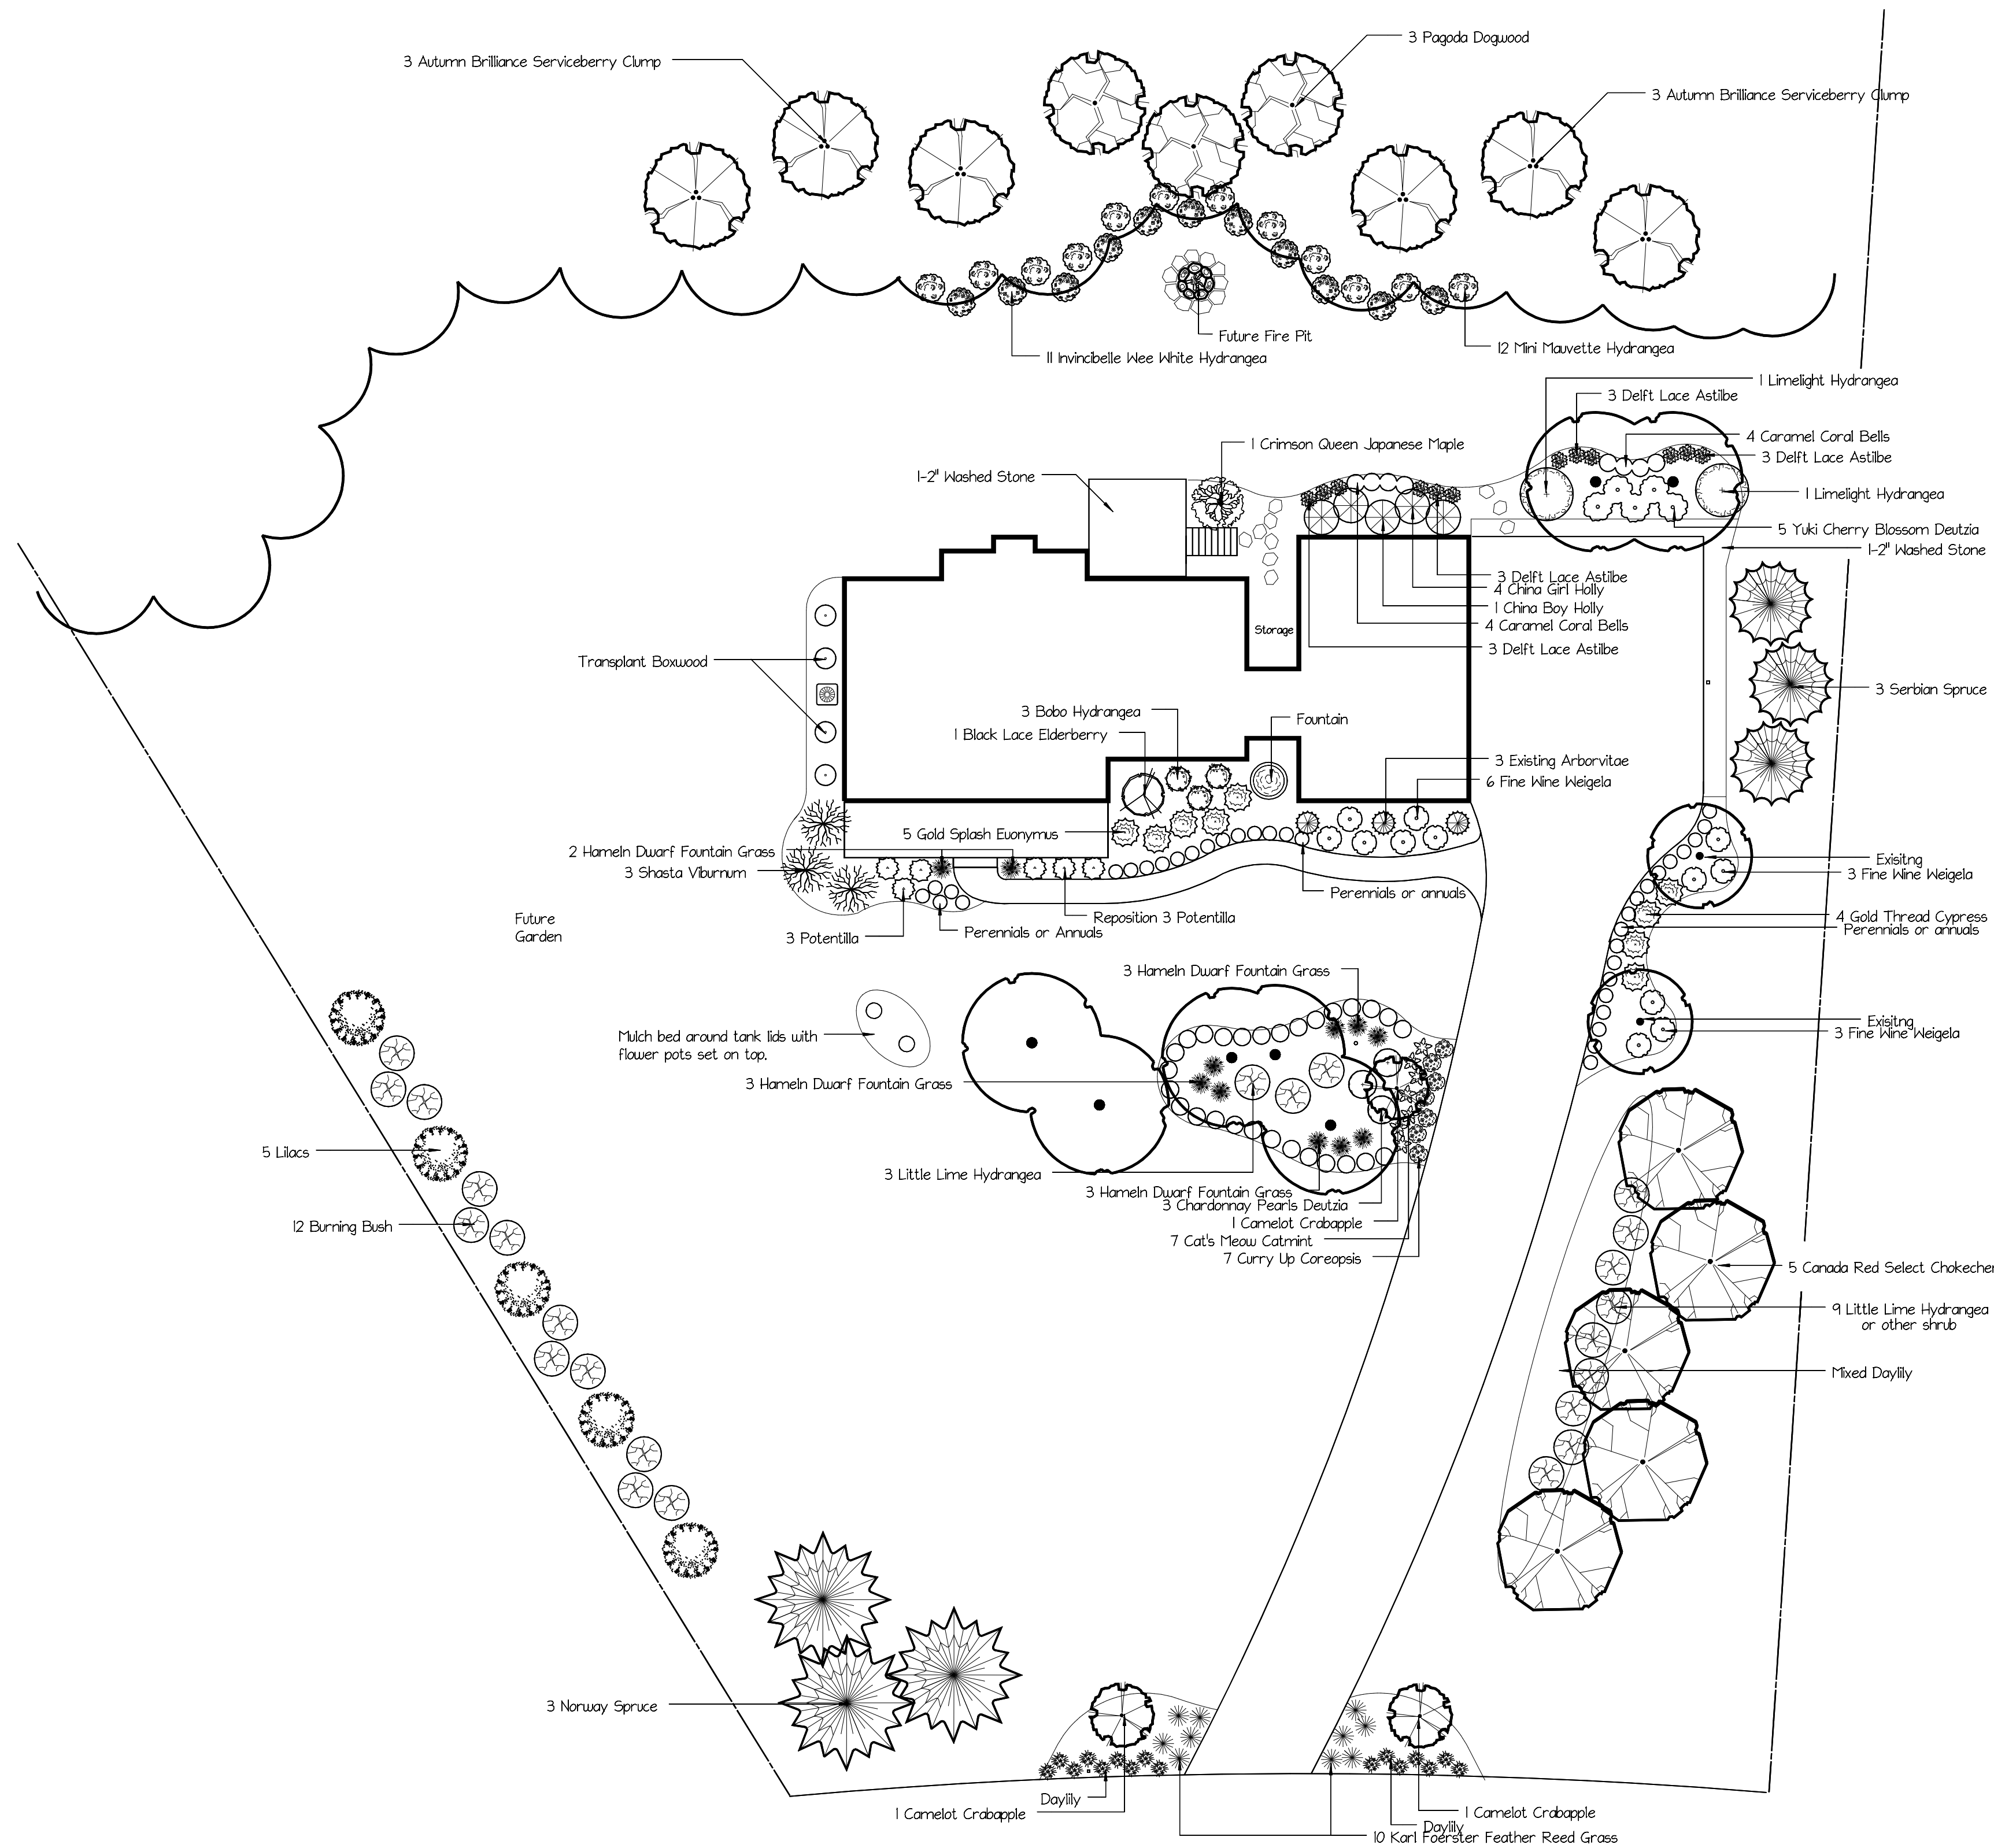 3 Pagoda Dogwood
3 Autumn Brilliance Serviceberry Clump
3 Autumn Brilliance Serviceberry Clump
Future Fire Pit
12 Mini Mauvette Hydrangea
11 Invincibelle Wee White Hydrangea
1 Limelight Hydrangea
3 Delft Lace Astilbe
4 Caramel Coral Bells
1 Crimson Queen Japanese Maple
3 Delft Lace Astilbe
1-2" Washed Stone
1 Limelight Hydrangea
5 Yuki Cherry Blossom Deutzia
1-2" Washed Stone
3 Delft Lace Astilbe
4 China Girl Holly
1 China Boy Holly
4 Caramel Coral Bells
Storage
3 Delft Lace Astilbe
Transplant Boxwood
3 Serbian Spruce
3 Bobo Hydrangea
Fountain
1 Black Lace Elderberry
3 Existing Arborvitae
6 Fine Wine Weigela
5 Gold Splash Euonymus
2 Hameln Dwarf Fountain Grass
3 Shasta Viburnum
Exisitng
3 Fine Wine Weigela
Perennials or annuals
Future
Garden
Reposition 3 Potentilla
4 Gold Thread Cypress
Perennials or annuals
Perennials or Annuals
3 Potentilla
3 Hameln Dwarf Fountain Grass
Exisitng
3 Fine Wine Weigela
Mulch bed around tank lids with
flower pots set on top.
3 Hameln Dwarf Fountain Grass
5 Lilacs
3 Little Lime Hydrangea
3 Hameln Dwarf Fountain Grass
3 Chardonnay Pearls Deutzia
1 Camelot Crabapple
12 Burning Bush
7 Cat's Meow Catmint
7 Curry Up Coreopsis
5 Canada Red Select Chokecher
9 Little Lime Hydrangea
or other shrub
Mixed Daylily
3 Norway Spruce
Daylily
1 Camelot Crabapple
1 Camelot Crabapple
Daylily
10 Karl Foerster Feather Reed Grass